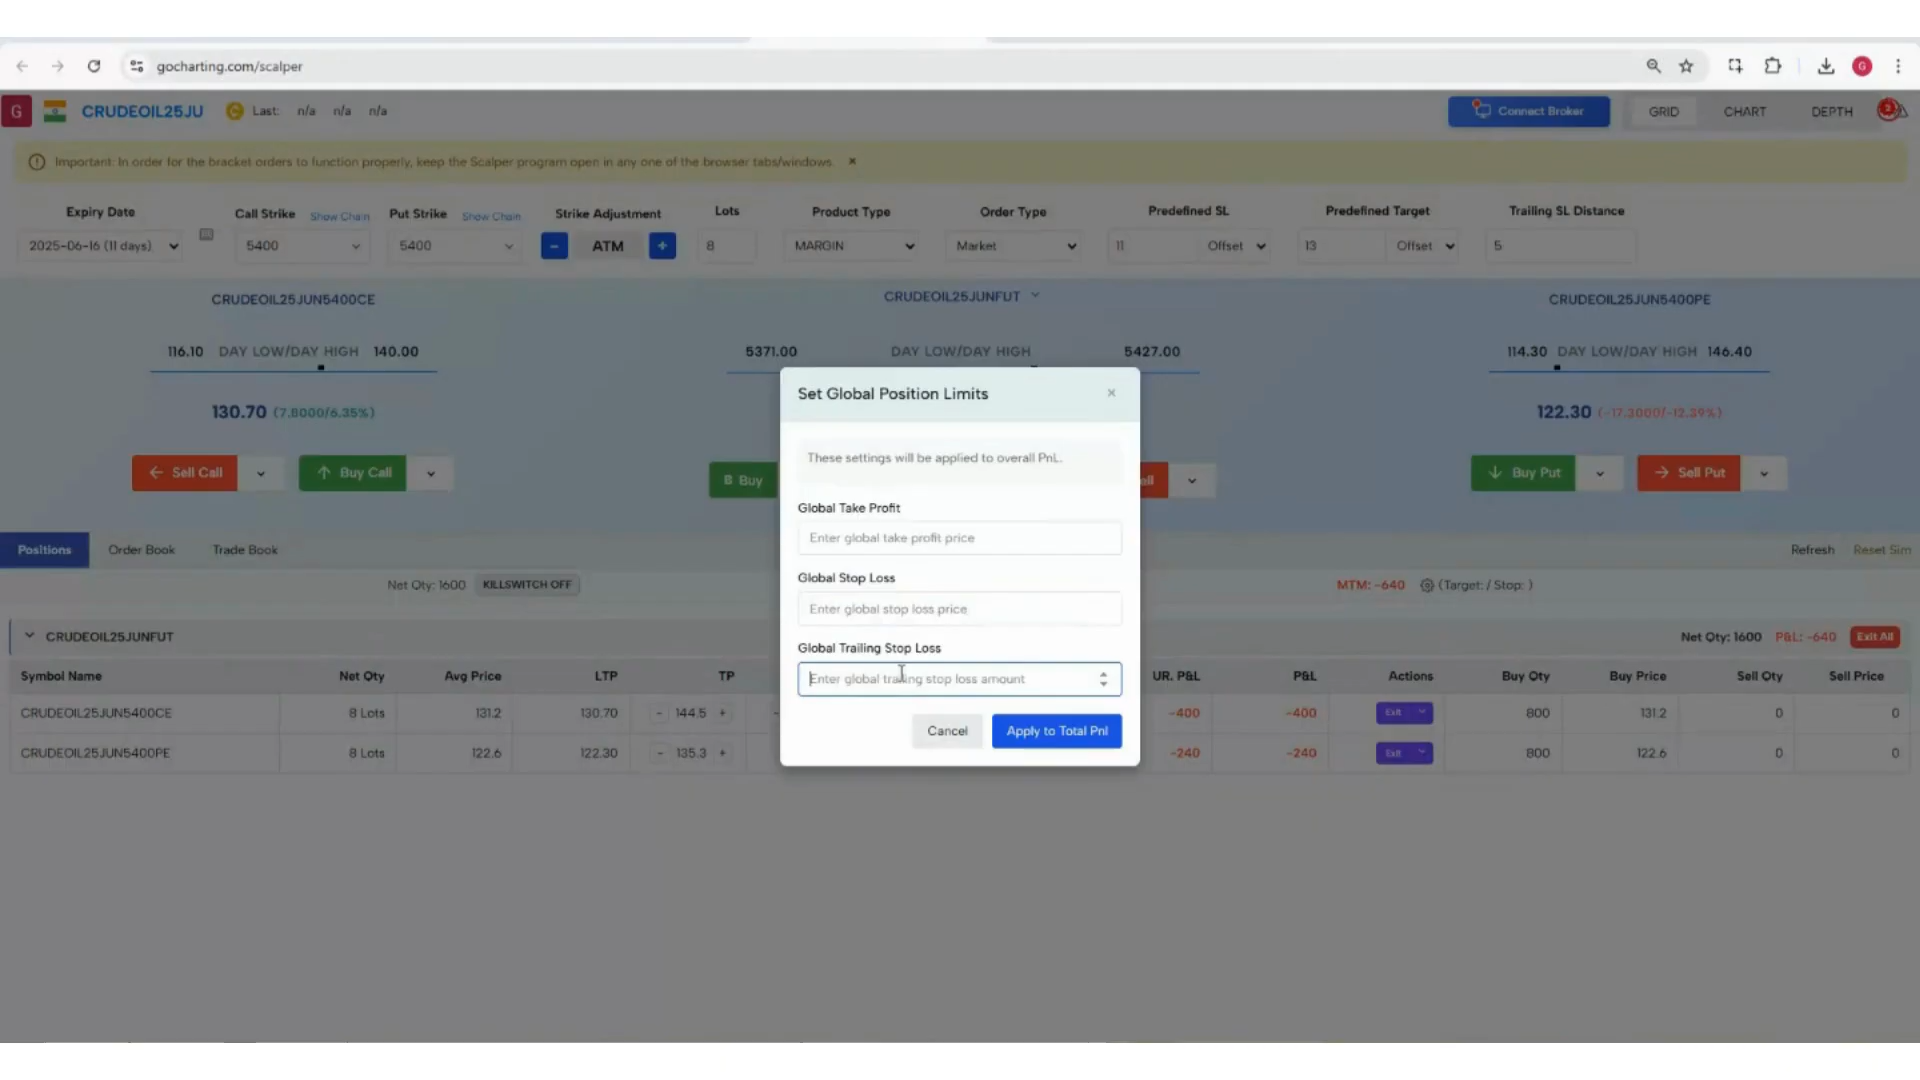 gocharting.com/scalper
G
G CRUDEOIL25JU Last: n/a n/a n/a Connect Broker GRID CHART DEPTH
Important: In order for the bracket orders to function properly, keep the Scalper program open in any one of the browser tabs/windows. ×
Expiry Date Call Strike Show Chain Put Strike Show Chain Strike Adjustment Lots Product Type Order Type Predefined SL Predefined Target Trailing SL Distance
2025-06-16 (11 days) 5400 5400 - ATM + 8 MARGIN Market 11 Offset 13 Offset 5
CRUDEOIL25JUN5400CE CRUDEOIL25JUNFUT CRUDEOIL25JUN5400PE
116.10 DAY LOW/DAY HIGH 140.00 5371.00 DAY LOW/DAY HIGH 5427.00 114.30 DAY LOW/DAY HIGH 146.40
130.70 (7.8000/6.35%) 122.30 (-17.3000/-12.39%)
Sell Call Buy Call B Buy ell Buy Put Sell Put
Set Global Position Limits ×
These settings will be applied to overall PnL.
Global Take Profit
Enter global take profit price
Global Stop Loss
Enter global stop loss price
Global Trailing Stop Loss
Enter global trailing stop loss amount
Cancel Apply to Total Pnl
Positions Order Book Trade Book Refresh Reset Sim
Net Qty: 1600 KILLSWITCH OFF MTM: -640 (Target: / Stop: )
CRUDEOIL25JUNFUT Net Qty: 1600 P&L: -640 Exit All
Symbol Name Net Qty Avg Price LTP TP UR. P&L P&L Actions Buy Qty Buy Price Sell Qty Sell Price
CRUDEOIL25JUN5400CE 8 Lots 131.2 130.70 - 144.5 + - -400 -400 Exit 800 131.2 0 0
CRUDEOIL25JUN5400PE 8 Lots 122.6 122.30 - 135.3 + -240 -240 Exit 800 122.6 0 0